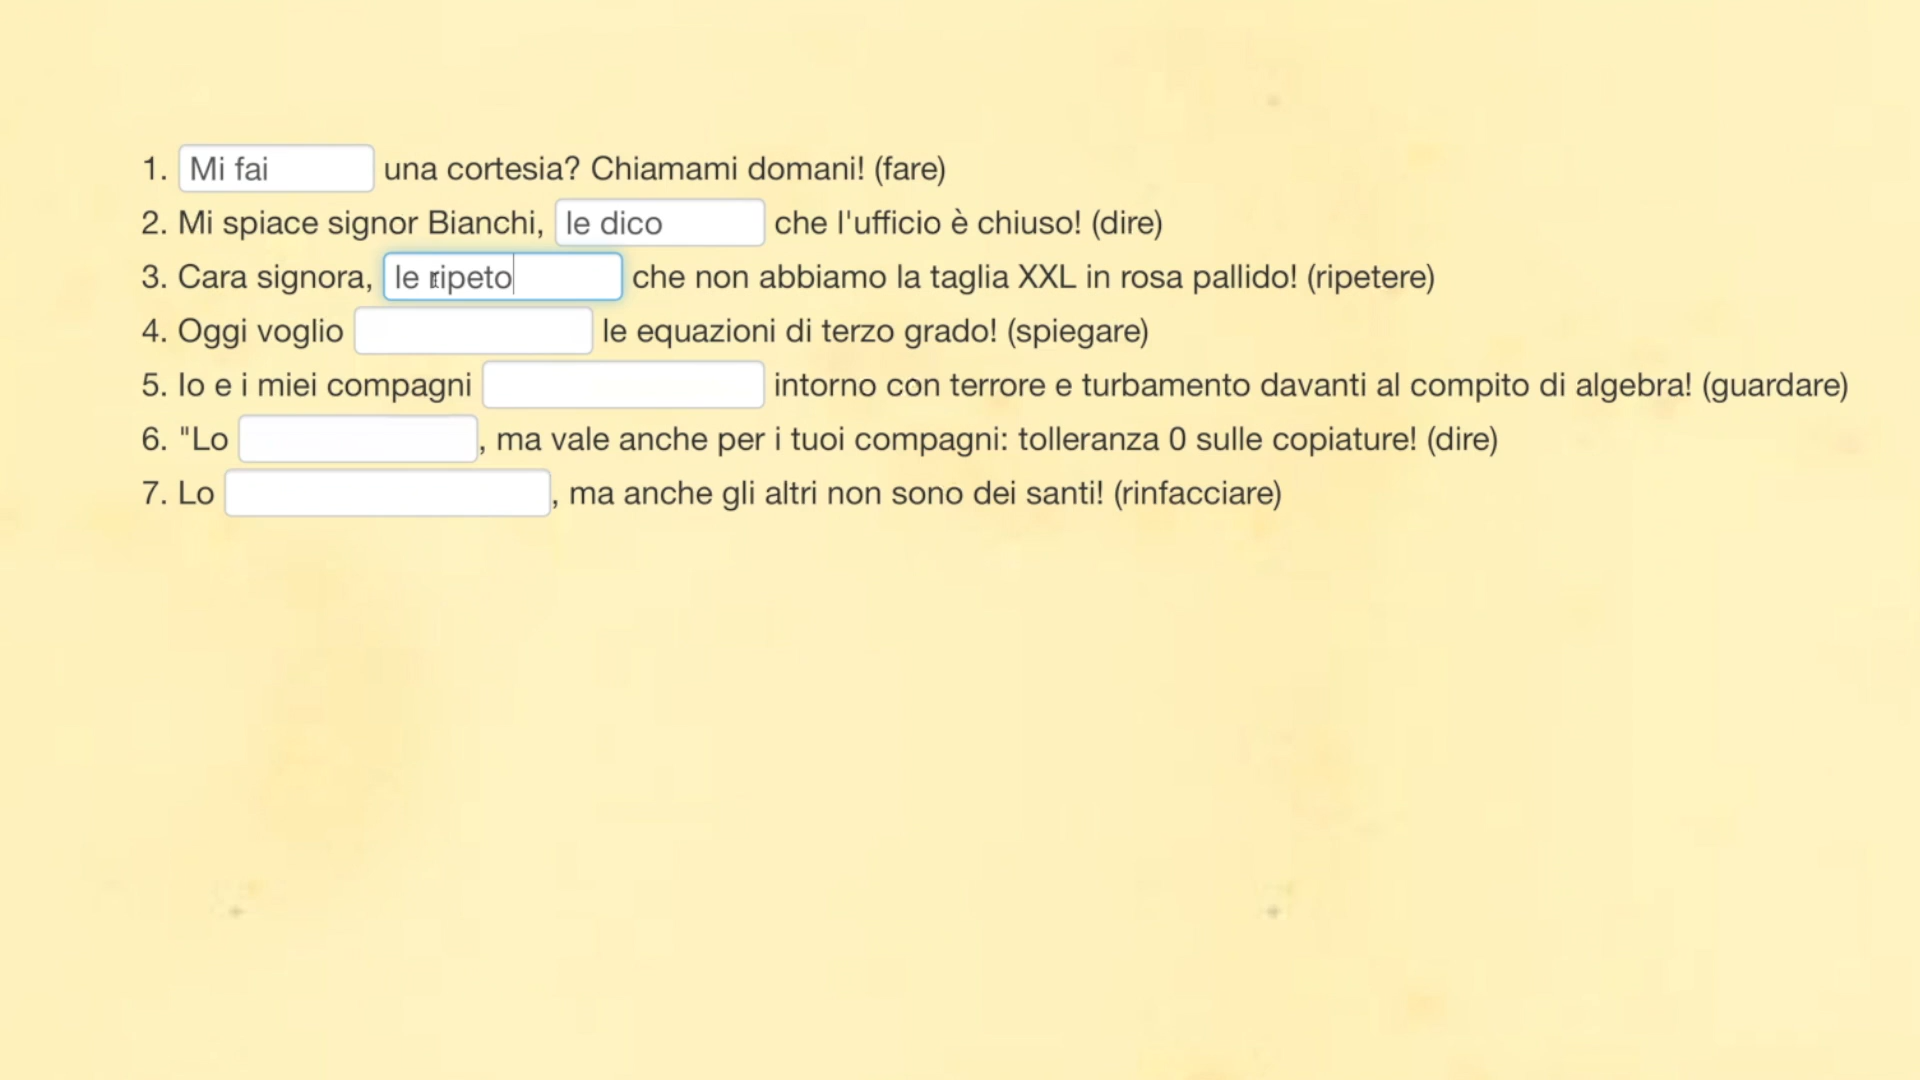 1. Mi fai una cortesia? Chiamami domani! (fare)
2. Mi spiace signor Bianchi, le dico che l'ufficio è chiuso! (dire)
3. Cara signora, le ripeto che non abbiamo la taglia XXL in rosa pallido! (ripetere)
4. Oggi voglio le equazioni di terzo grado! (spiegare)
5. Io e i miei compagni intorno con terrore e turbamento davanti al compito di algebra! (guardare)
6. "Lo , ma vale anche per i tuoi compagni: tolleranza 0 sulle copiature! (dire)
7. Lo , ma anche gli altri non sono dei santi! (rinfacciare)